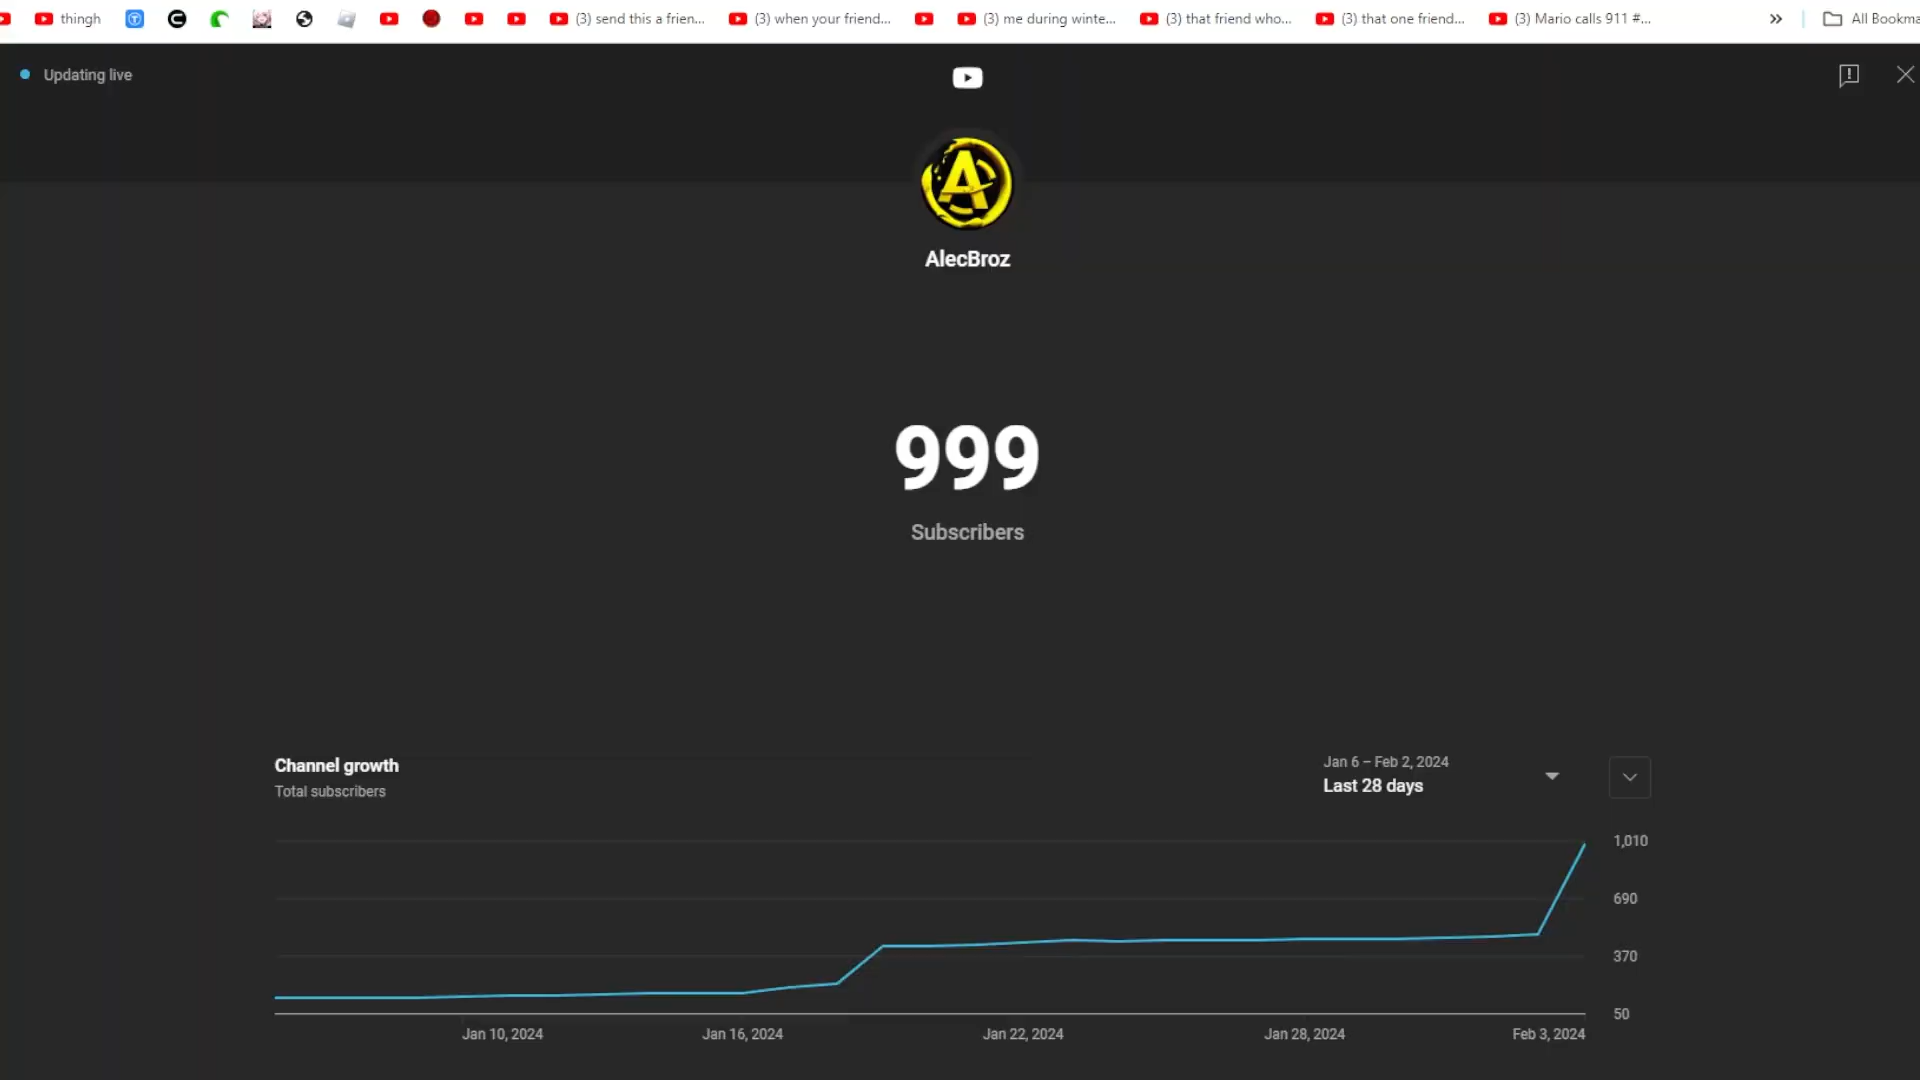 thingh (3) send this a frien... (3) when your friend... (3) me during winte... (3) that friend who... (3) that one friend... (3) Mario calls 911 #... All Bookma
Updating live
AlecBroz
999
Subscribers
Channel growth
Total subscribers
Jan 6 – Feb 2, 2024
Last 28 days
1,010
690
370
50
Jan 10, 2024 Jan 16, 2024 Jan 22, 2024 Jan 28, 2024 Feb 3, 2024